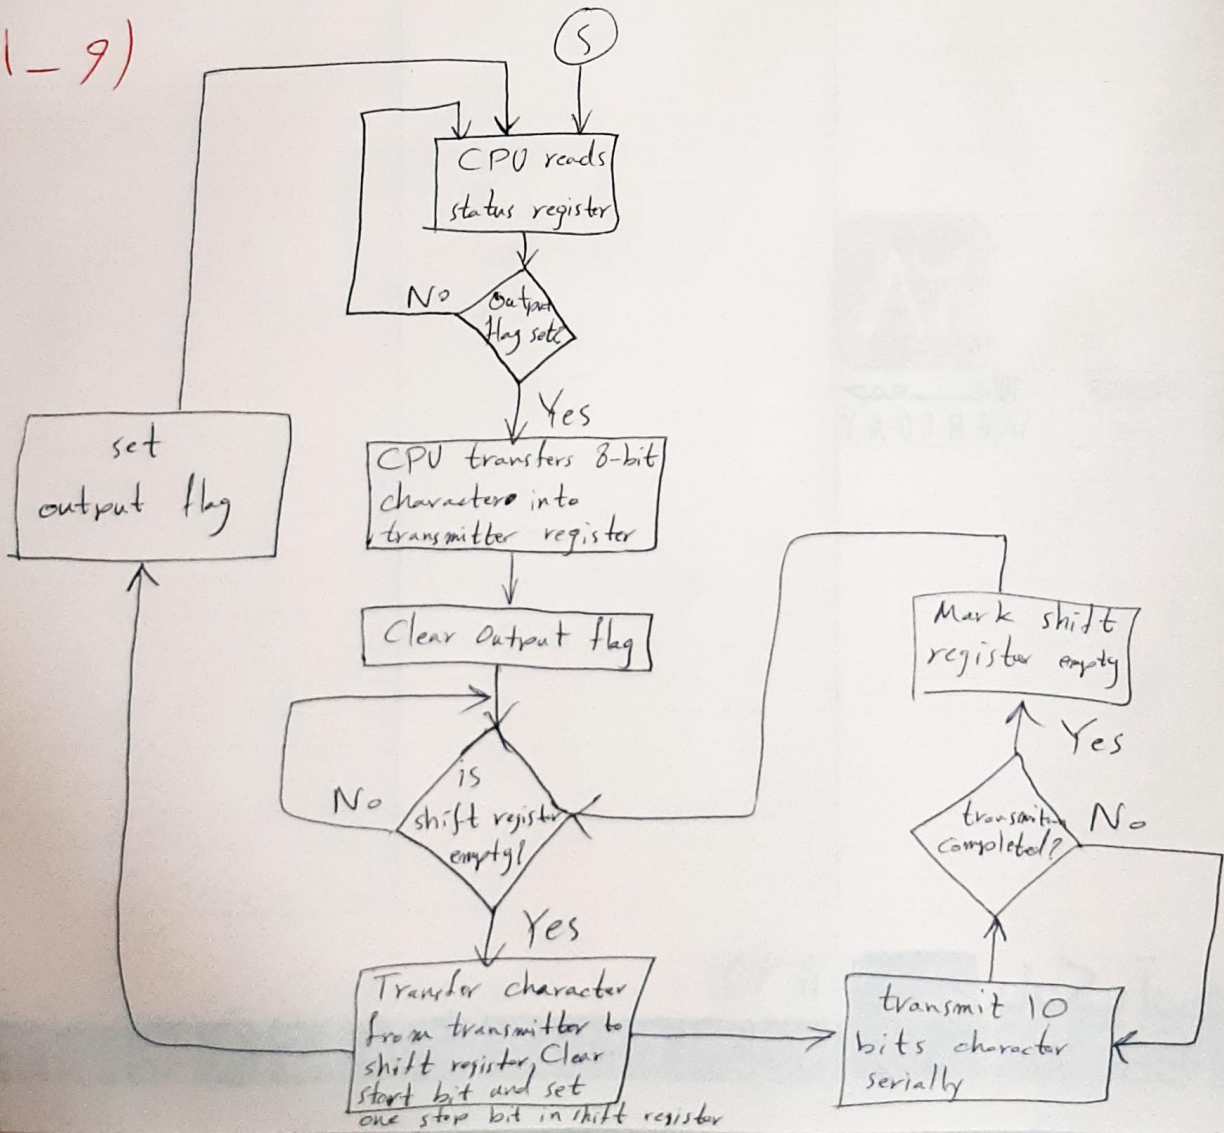 1_9)
S
CPU reads
status register
No
Output
flag set?
Yes
set
output flag
CPU transfers 8-bit
character into
transmitter register
Clear Output flag
Mark shift
register empty
Yes
No
is
shift register
empty?
No
completed?
Yes
Transfer character
from transmitter to
shift register, Clear
start bit and set
one stop bit in shift register
transmit 10
bits character
serially